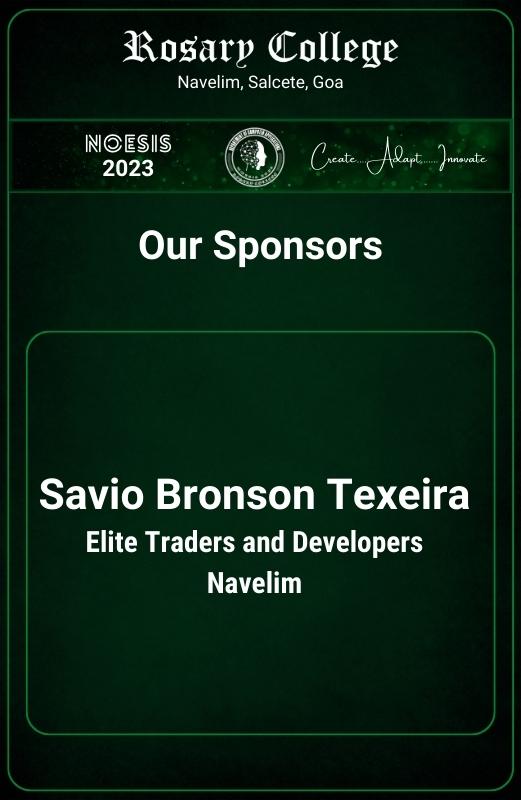 Rosary College
Navelim, Salcete, Goa
NOESIS
2023
Create....Adapt......Innovate
Our Sponsors
Savio Bronson Texeira
Elite Traders and Developers
Navelim